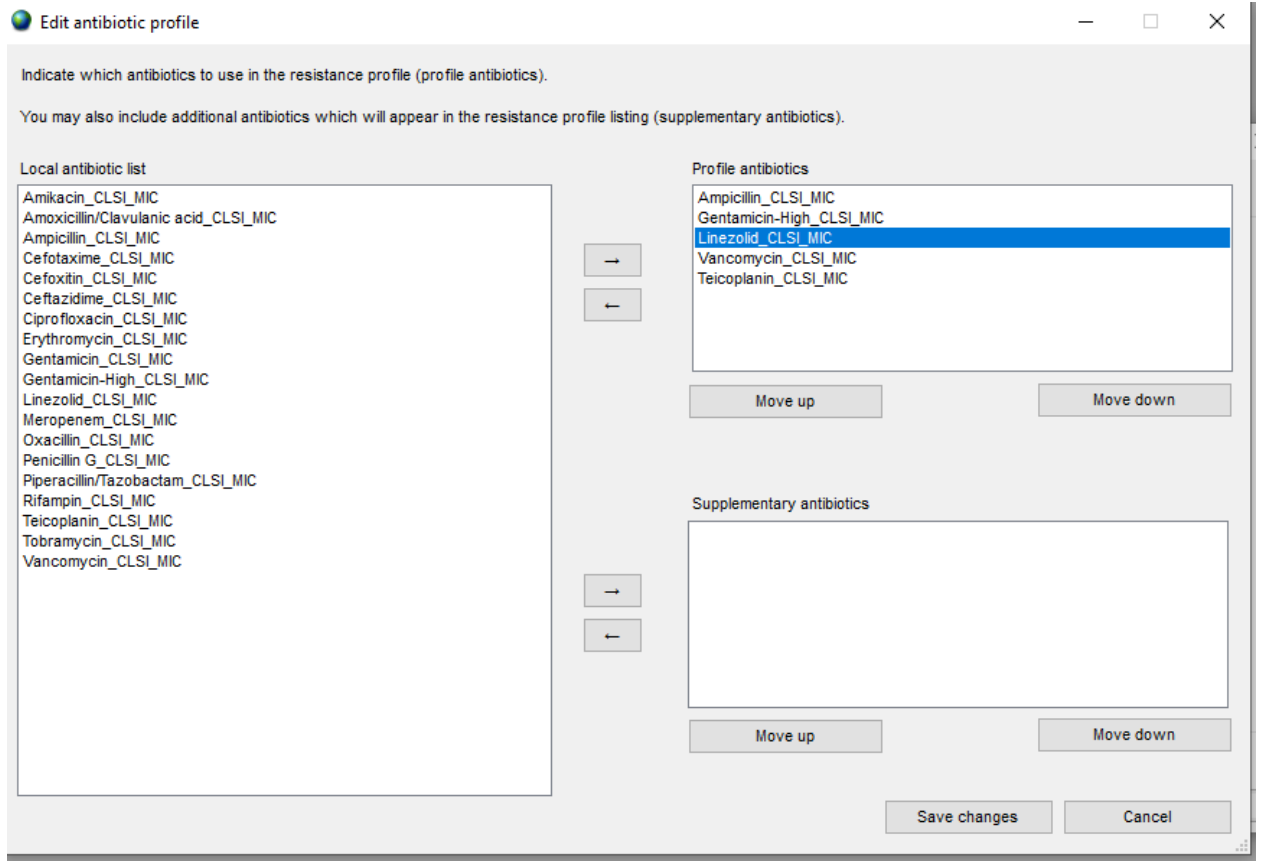 Edit antibiotic profile
Indicate which antibiotics to use in the resistance profile (profile antibiotics).
You may also include additional antibiotics which will appear in the resistance profile listing (supplementary antibiotics).
Local antibiotic list
Amikacin_CLSI_MIC
Amoxicillin/Clavulanic acid_CLSI_MIC
Ampicillin_CLSI_MIC
Cefotaxime_CLSI_MIC
Cefoxitin_CLSI_MIC
Ceftazidime_CLSI_MIC
Ciprofloxacin_CLSI_MIC
Erythromycin_CLSI_MIC
Gentamicin_CLSI_MIC
Gentamicin-High_CLSI_MIC
Linezolid_CLSI_MIC
Meropenem_CLSI_MIC
Oxacillin_CLSI_MIC
Penicillin G_CLSI_MIC
Piperacillin/Tazobactam_CLSI_MIC
Rifampin_CLSI_MIC
Teicoplanin_CLSI_MIC
Tobramycin_CLSI_MIC
Vancomycin_CLSI_MIC
→
←
→
←
Profile antibiotics
Ampicillin_CLSI_MIC
Gentamicin-High_CLSI_MIC
Linezolid_CLSI_MIC
Vancomycin_CLSI_MIC
Teicoplanin_CLSI_MIC
Move up
Move down
Supplementary antibiotics
Move up
Move down
Save changes
Cancel